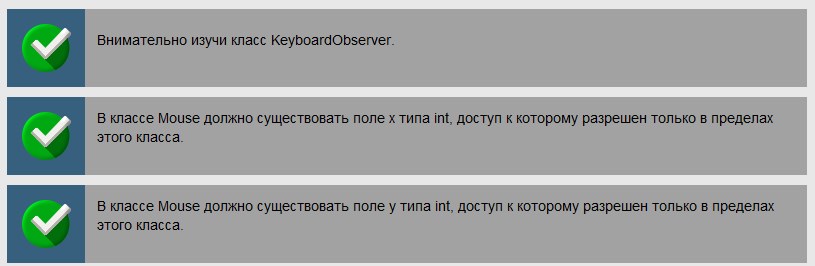 Внимательно изучи класс KeyboardObserver.
В классе Mouse должно существовать поле x типа int, доступ к которому разрешен только в пределах
этого класса.
В классе Mouse должно существовать поле y типа int, доступ к которому разрешен только в пределах
этого класса.